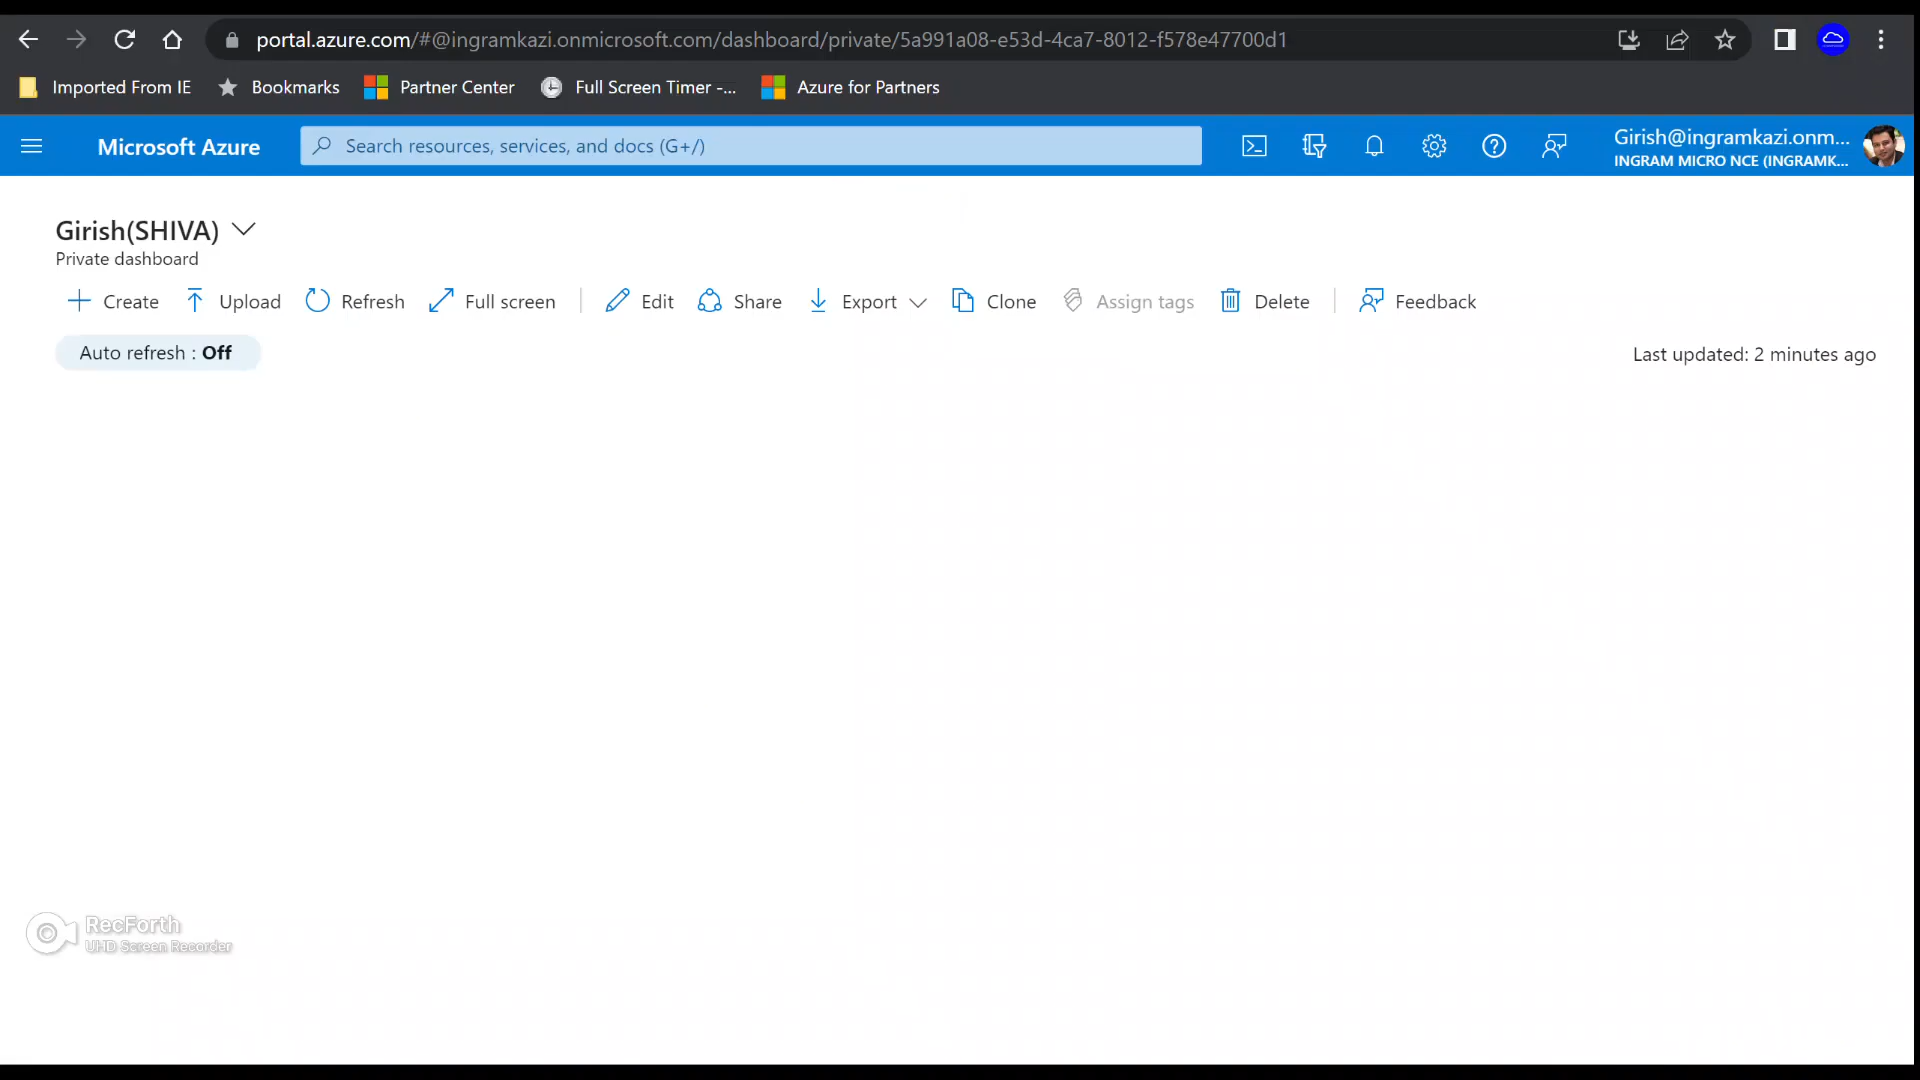 portal.azure.com/#@ingramkazi.onmicrosoft.com/dashboard/private/5a991a08-e53d-4ca7-8012-f578e47700d1
Imported From IE Bookmarks Partner Center Full Screen Timer -... Azure for Partners
Microsoft Azure Search resources, services, and docs (G+/) Girish@ingramkazi.onm...
INGRAM MICRO NCE (INGRAMK...
Girish(SHIVA)
Private dashboard
Create Upload Refresh Full screen Edit Share Export Clone Assign tags Delete Feedback
Auto refresh : Off Last updated: 2 minutes ago
RecForth
UHD Screen Recorder